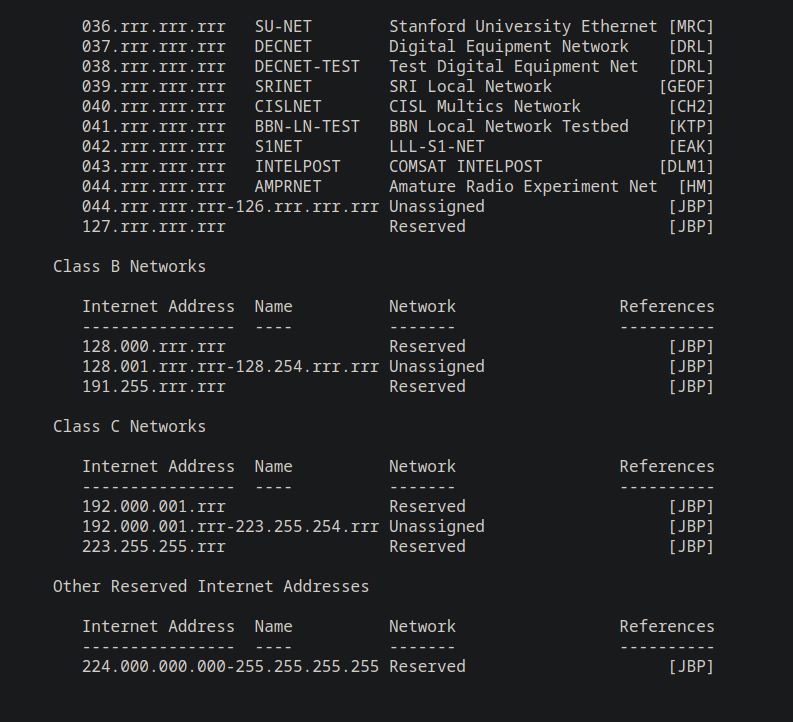 036.rrr.rrr.rrr   SU-NET        Stanford University Ethernet [MRC]
037.rrr.rrr.rrr   DECNET        Digital Equipment Network    [DRL]
038.rrr.rrr.rrr   DECNET-TEST   Test Digital Equipment Net   [DRL]
039.rrr.rrr.rrr   SRINET        SRI Local Network           [GEOF]
040.rrr.rrr.rrr   CISLNET       CISL Multics Network         [CH2]
041.rrr.rrr.rrr   BBN-LN-TEST   BBN Local Network Testbed    [KTP]
042.rrr.rrr.rrr   S1NET         LLL-S1-NET                   [EAK]
043.rrr.rrr.rrr   INTELPOST     COMSAT INTELPOST            [DLM1]
044.rrr.rrr.rrr   AMPRNET       Amature Radio Experiment Net  [HM]
044.rrr.rrr.rrr-126.rrr.rrr.rrr Unassigned                   [JBP]
127.rrr.rrr.rrr                 Reserved                     [JBP]
Class B Networks
Internet Address  Name          Network                 References
----------------  ----          -------                 ----------
128.000.rrr.rrr                 Reserved                     [JBP]
128.001.rrr.rrr-128.254.rrr.rrr Unassigned                   [JBP]
191.255.rrr.rrr                 Reserved                     [JBP]
Class C Networks
Internet Address  Name          Network                 References
----------------  ----          -------                 ----------
192.000.001.rrr                 Reserved                     [JBP]
192.000.001.rrr-223.255.254.rrr Unassigned                   [JBP]
223.255.255.rrr                 Reserved                     [JBP]
Other Reserved Internet Addresses
Internet Address  Name          Network                 References
----------------  ----          -------                 ----------
224.000.000.000-255.255.255.255 Reserved                     [JBP]